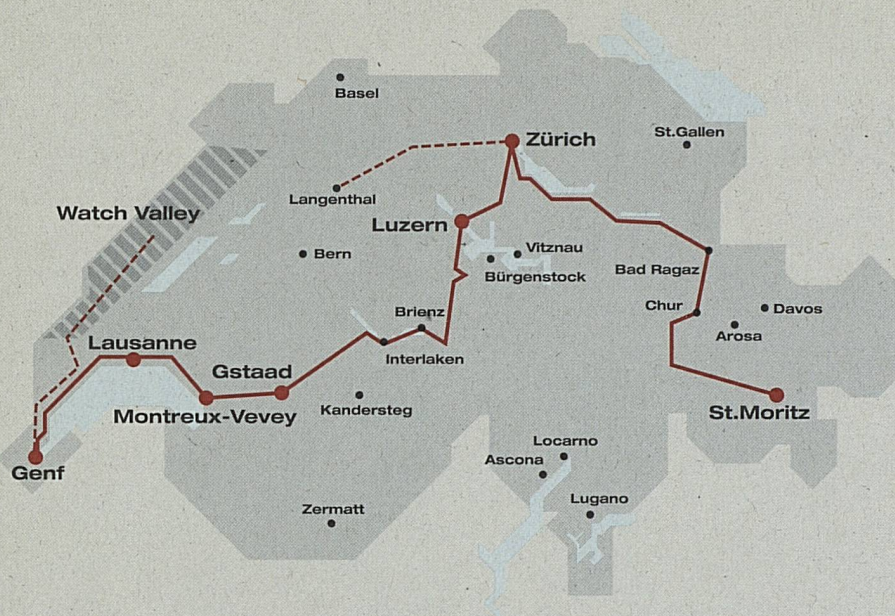 Basel
Zürich
St.Gallen
Langenthal
Watch Valley
Luzern
Bern
Vitznau
Bürgenstock
Bad Ragaz
Chur
Davos
Arosa
Brienz
Interlaken
Lausanne
Gstaad
Montreux-Vevey
Kandersteg
St.Moritz
Genf
Locarno
Ascona
Lugano
Zermatt